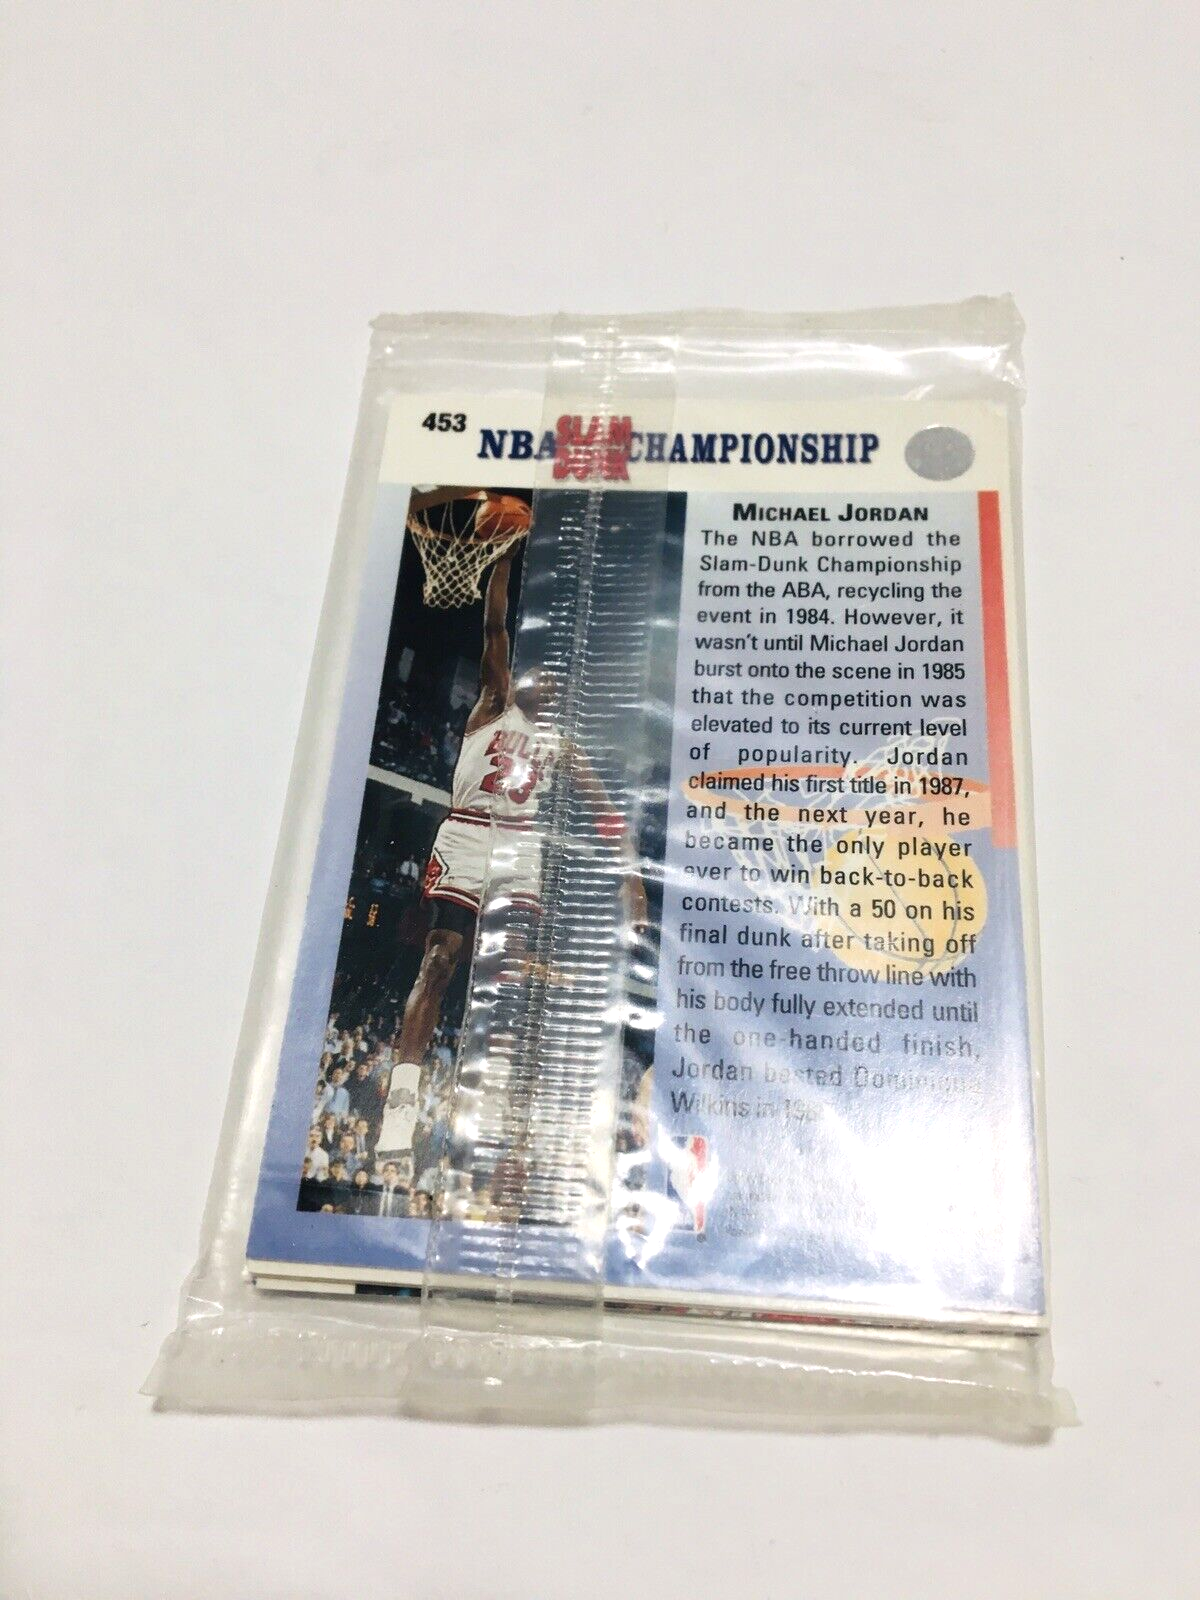 453
NBA SLAM DUNK CHAMPIONSHIP
MICHAEL JORDAN
The NBA borrowed the
Slam-Dunk Championship
from the ABA, recycling the
event in 1984. However, it
wasn't until Michael Jordan
burst onto the scene in 1985
that the competition was
elevated to its current level
of popularity. Jordan
claimed his first title in 1987,
and the next year, he
became the only player
ever to win back-to-back
contests. With a 50 on his
final dunk after taking off
from the free throw line with
his body fully extended until
the one-handed finish,
Jordan bested Dominique
Wilkins in
BULLS
23